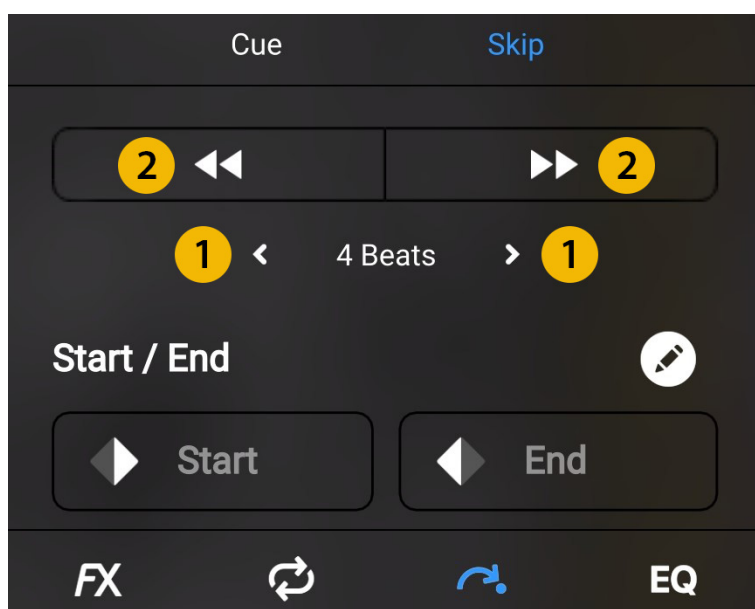 Cue Skip
2 2
1 4 Beats 1
Start / End
Start End
FX EQ